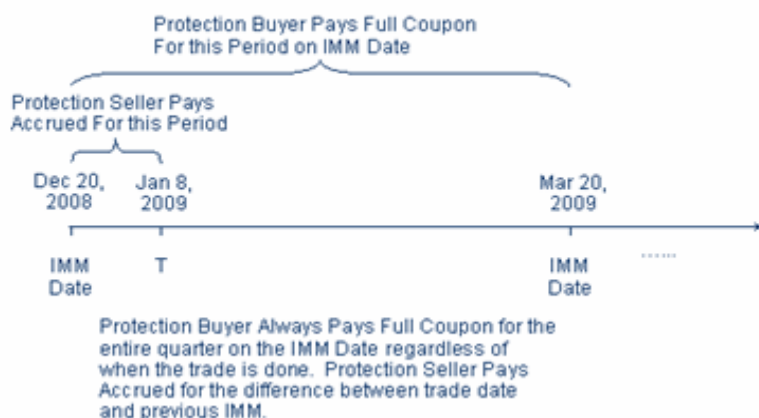 Protection Buyer Pays Full Coupon
For this Period on IMM Date
Protection Seller Pays
Accrued For this Period
Dec 20,
2008
Jan 8,
2009
Mar 20,
2009
IMM
Date
T
IMM
Date
......
Protection Buyer Always Pays Full Coupon for the
entire quarter on the IMM Date regardless of
when the trade is done. Protection Seller Pays
Accrued for the difference between trade date
and previous IMM.